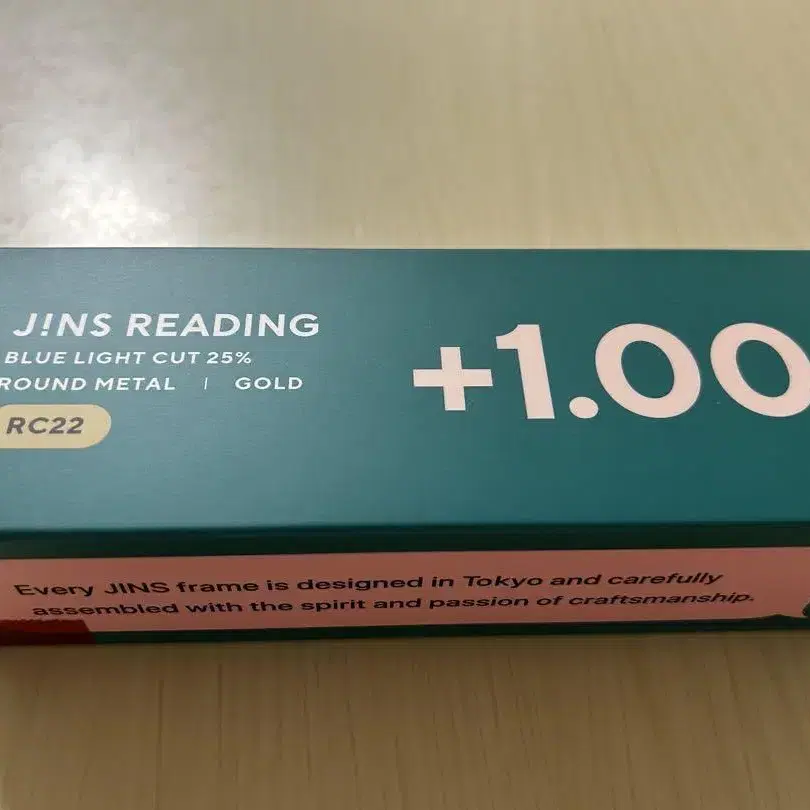 J!NS READING
BLUE LIGHT CUT 25%
ROUND METAL | GOLD
RC22
+1.00
Every JINS frame is designed in Tokyo and carefully
assembled with the spirit and passion of craftsmanship.